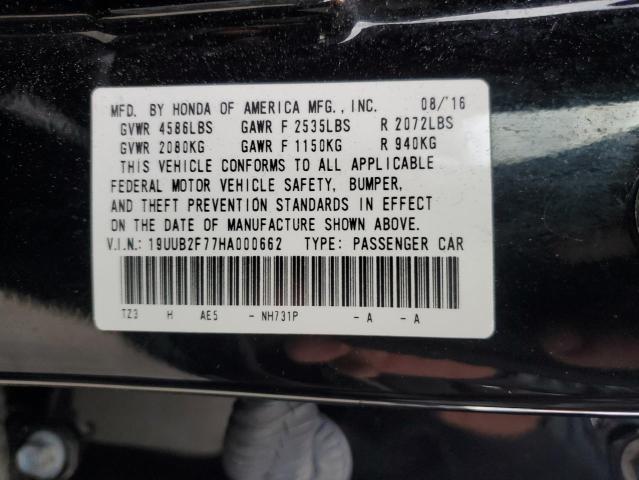 MFD. BY HONDA OF AMERICA MFG., INC. 08/'16
GVWR 4586LBS GAWR F 2535LBS R 2072LBS
GVWR 2080KG GAWR F 1150KG R 940KG
THIS VEHICLE CONFORMS TO ALL APPLICABLE
FEDERAL MOTOR VEHICLE SAFETY, BUMPER,
AND THEFT PREVENTION STANDARDS IN EFFECT
ON THE DATE OF MANUFACTURE SHOWN ABOVE.
V.I.N.: 19UUB2F77HA000662 TYPE: PASSENGER CAR
TZ3 H AE5 - NH731P - A - A